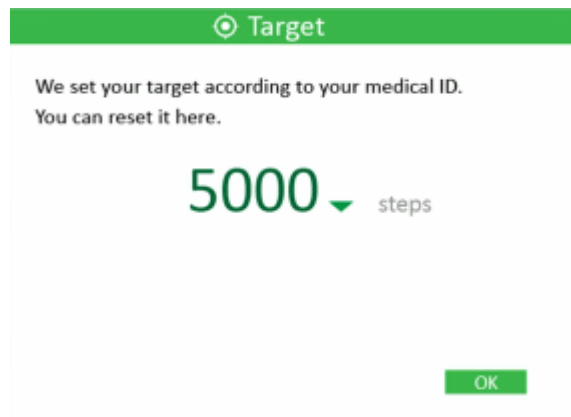 Target
We set your target according to your medical ID.
You can reset it here.
5000 steps
OK